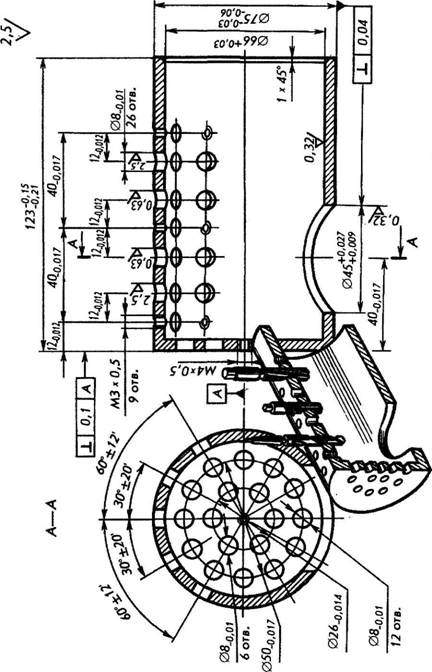 2,5
123-0,15
-0,21
40-0,017
40-0,017
12-0,012
12-0,012
12-0,012
12-0,012
12-0,012
Ø8-0,01
26 отв.
2,5
0,63
0,63
2,5
А
А
Ø75-0,03
-0,06
Ø66+0,03
1 × 45°
⊥ 0,04
0,32
0,32
Ø45+0,027
+0,009
40-0,017
⊥ 0,1 А
М3 × 0,5
9 отв.
М4×0,5
А
А—А
60°±12'
30°±20'
30°±20'
60°±12'
Ø8-0,01
6 отв.
Ø50-0,017
Ø26-0,014
Ø8-0,01
12 отв.